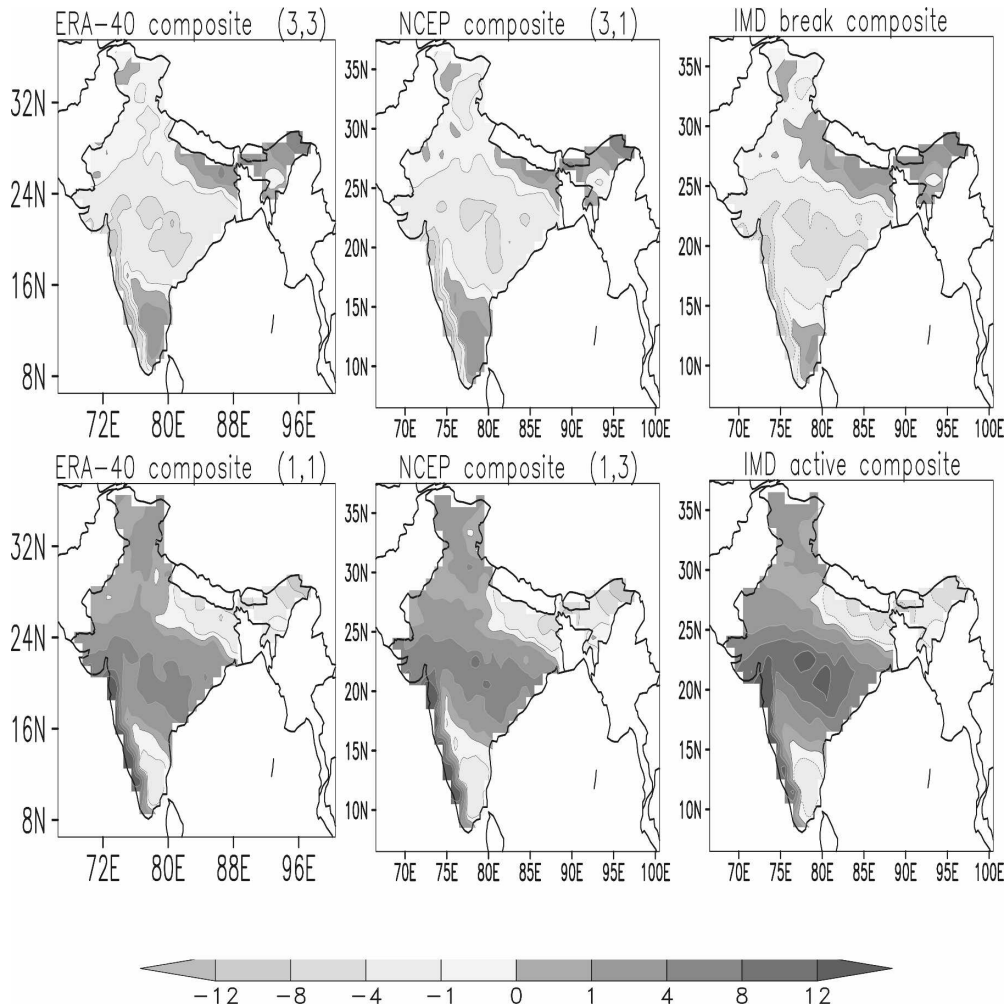 ERA-40 composite (3,3)
NCEP composite (3,1)
IMD break composite
32N
24N
16N
8N
72E 80E 88E 96E
35N
30N
25N
20N
15N
10N
70E 75E 80E 85E 90E 95E 100E
35N
30N
25N
20N
15N
10N
70E 75E 80E 85E 90E 95E 100E
ERA-40 composite (1,1)
NCEP composite (1,3)
IMD active composite
32N
24N
16N
8N
72E 80E 88E 96E
35N
30N
25N
20N
15N
10N
70E 75E 80E 85E 90E 95E 100E
35N
30N
25N
20N
15N
10N
70E 75E 80E 85E 90E 95E 100E
−12 −8 −4 −1 0 1 4 8 12